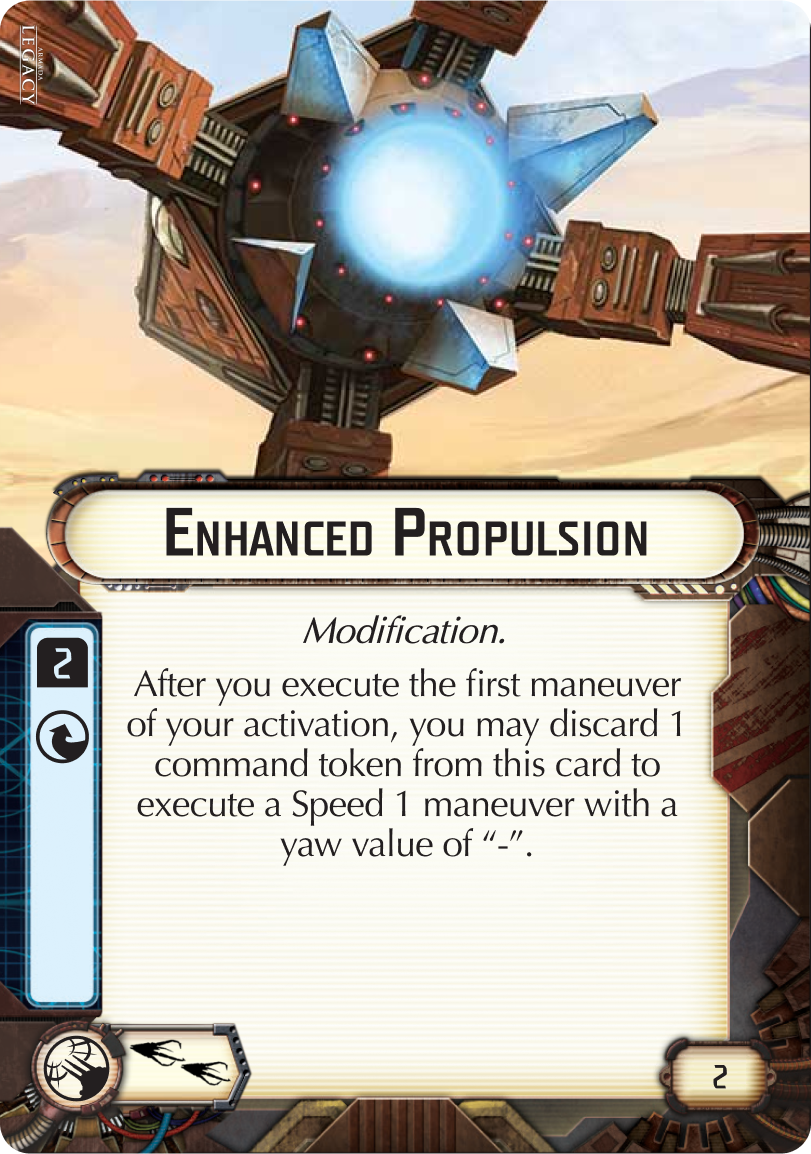 ARMADA
LEGACY
ENHANCED PROPULSION
Modification.
2
After you execute the first maneuver
of your activation, you may discard 1
command token from this card to
execute a Speed 1 maneuver with a
yaw value of “-”.
2